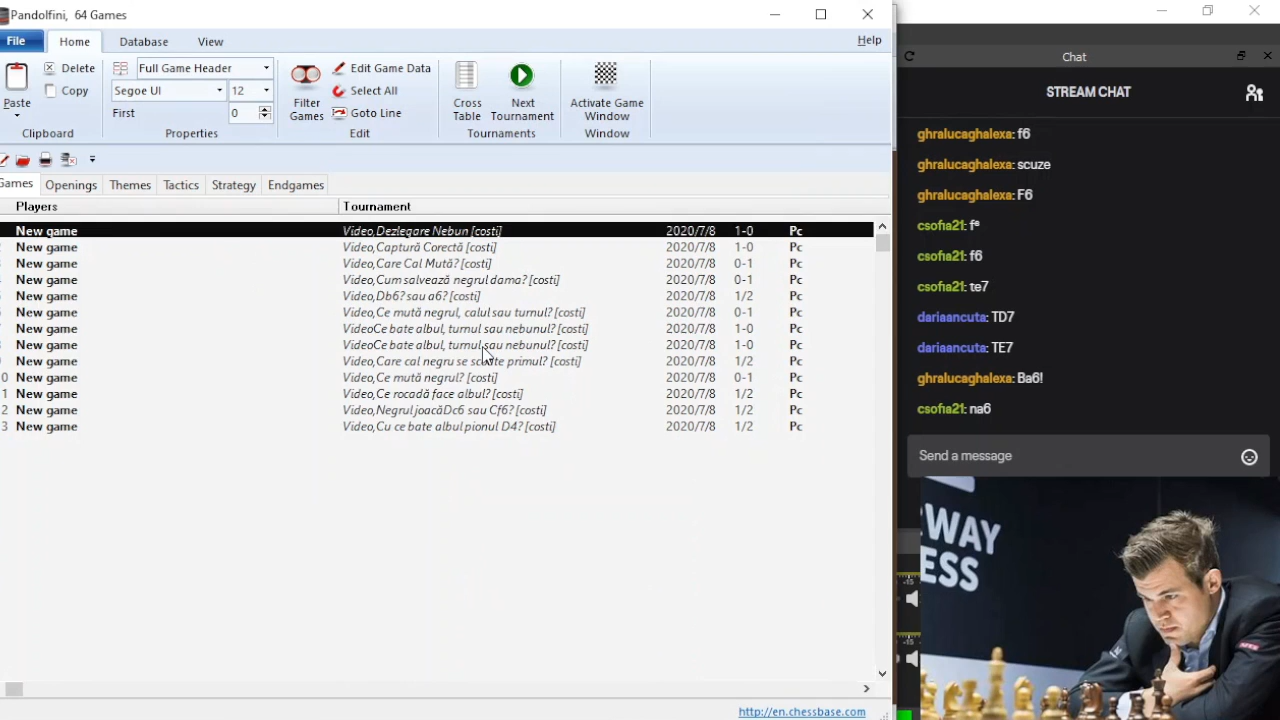 Pandolfini, 64 Games
File Home Database View Help
Paste
Delete
Copy
Clipboard
Full Game Header
Segoe UI 12
First 0
Properties
Filter Games
Edit Game Data
Select All
Goto Line
Edit
Cross Table
Next Tournament
Tournaments
Activate Game Window
Window
Games Openings Themes Tactics Strategy Endgames
Players Tournament
New game Video,Dezlegare Nebun [costi] 2020/7/8 1-0 Pc
New game Video,Captură Corectă [costi] 2020/7/8 1-0 Pc
New game Video,Care Cal Mută? [costi] 2020/7/8 0-1 Pc
New game Video,Cum salvează negrul dama? [costi] 2020/7/8 0-1 Pc
New game Video,Db6? sau a6? [costi] 2020/7/8 1/2 Pc
New game Video,Ce mută negrul, calul sau turnul? [costi] 2020/7/8 0-1 Pc
New game VideoCe bate albul, turnul sau nebunul? [costi] 2020/7/8 1-0 Pc
New game VideoCe bate albul, turnul sau nebunul? [costi] 2020/7/8 1-0 Pc
New game Video,Care cal negru se scoate primul? [costi] 2020/7/8 1/2 Pc
0 New game Video,Ce mută negrul? [costi] 2020/7/8 0-1 Pc
1 New game Video,Ce rocadă face albul? [costi] 2020/7/8 1/2 Pc
2 New game Video,Negrul joacăDc6 sau Cf6? [costi] 2020/7/8 1/2 Pc
3 New game Video,Cu ce bate albul pionul D4? [costi] 2020/7/8 1/2 Pc
http://en.chessbase.com
Chat
STREAM CHAT
ghralucaghalexa: f6
ghralucaghalexa: scuze
ghralucaghalexa: F6
csofia21: f^
csofia21: f6
csofia21: te7
dariaancuta: TD7
dariaancuta: TE7
ghralucaghalexa: Ba6!
csofia21: na6
Send a message
RWAY
ESS